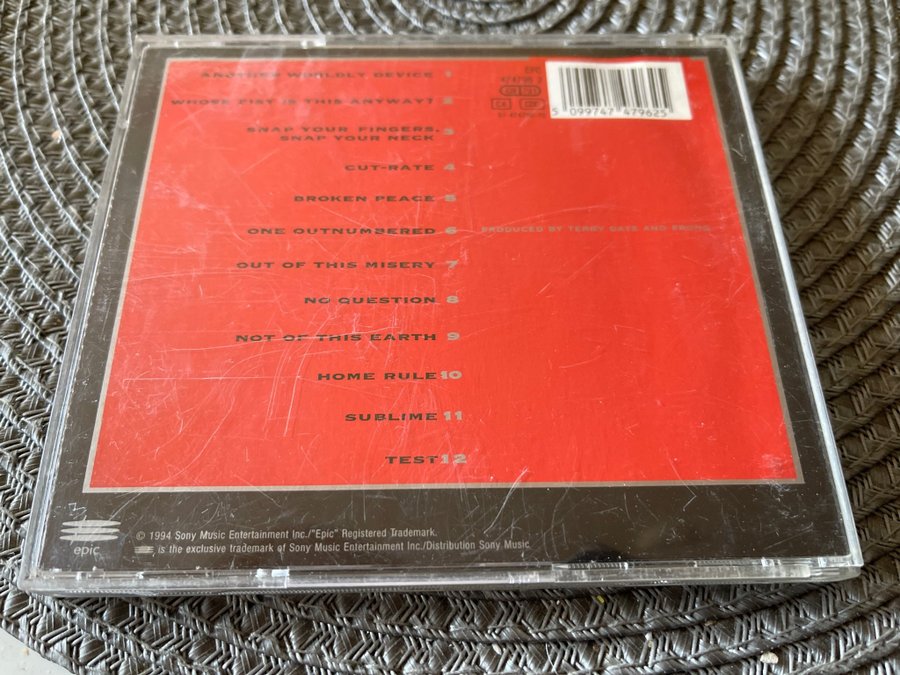 ANOTHER WORLDLY DEVICE 1
WHOSE FIST IS THIS ANYWAY? 2
SNAP YOUR FINGERS, 3
SNAP YOUR NECK
CUT-RATE 4
BROKEN PEACE 5
ONE OUTNUMBERED 6
OUT OF THIS MISERY 7
NO QUESTION 8
NOT OF THIS EARTH 9
HOME RULE 10
SUBLIME 11
TEST 12
EPC
5 099747 479625
PRODUCED BY TERRY DATE AND PRONG
epic
© 1994 Sony Music Entertainment Inc./"Epic" Registered Trademark.
is the exclusive trademark of Sony Music Entertainment Inc./Distribution Sony Music